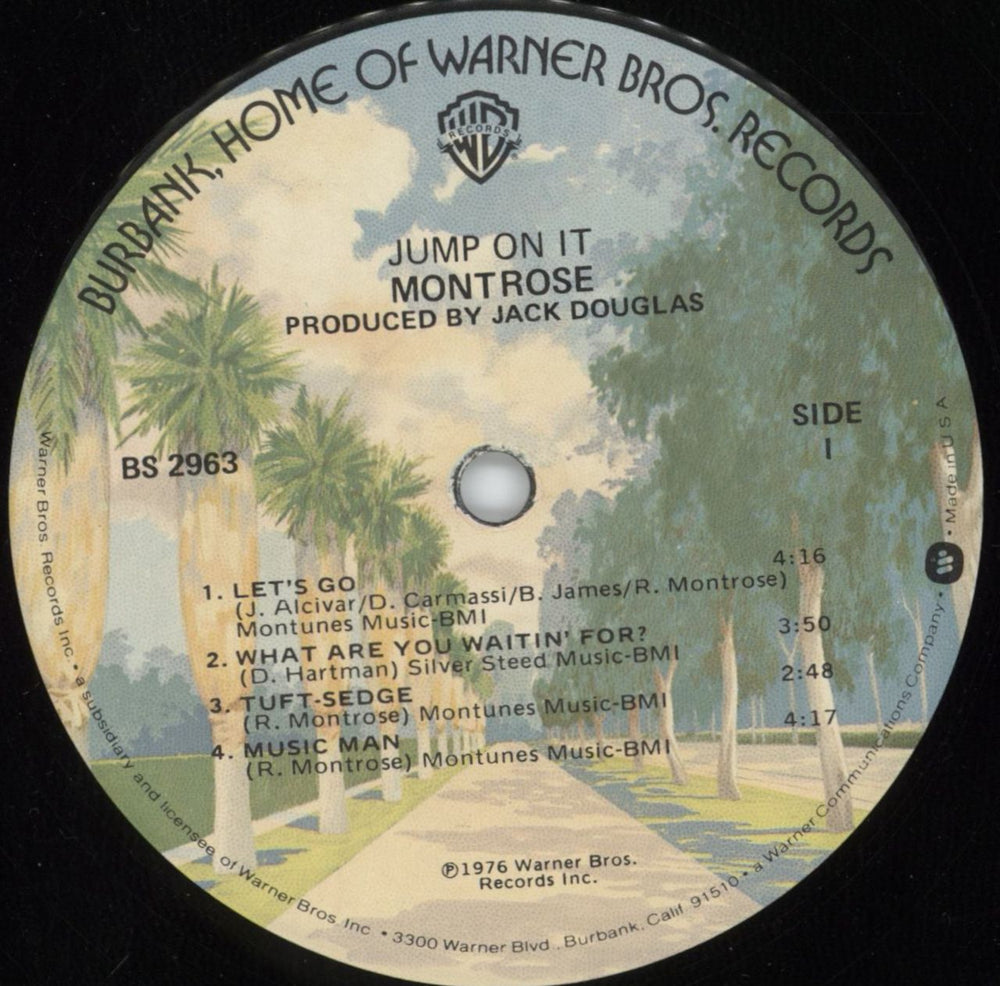 BURBANK, HOME OF WARNER BROS. RECORDS
WB
RECORDS
JUMP ON IT
MONTROSE
PRODUCED BY JACK DOUGLAS
SIDE
1
BS 2963
1. LET'S GO 4:16
(J. Alcivar/D. Carmassi/B. James/R. Montrose)
Montunes Music-BMI
2. WHAT ARE YOU WAITIN' FOR? 3:50
(D. Hartman) Silver Steed Music-BMI
3. TUFT-SEDGE 2:48
(R. Montrose) Montunes Music-BMI
4. MUSIC MAN 4:17
(R. Montrose) Montunes Music-BMI
℗1976 Warner Bros.
Records Inc.
Warner Bros. Records Inc. • a subsidiary and licensee of Warner Bros. Inc • 3300 Warner Blvd., Burbank, Calif. 91510 • a Warner Communications Company • Made in U S A